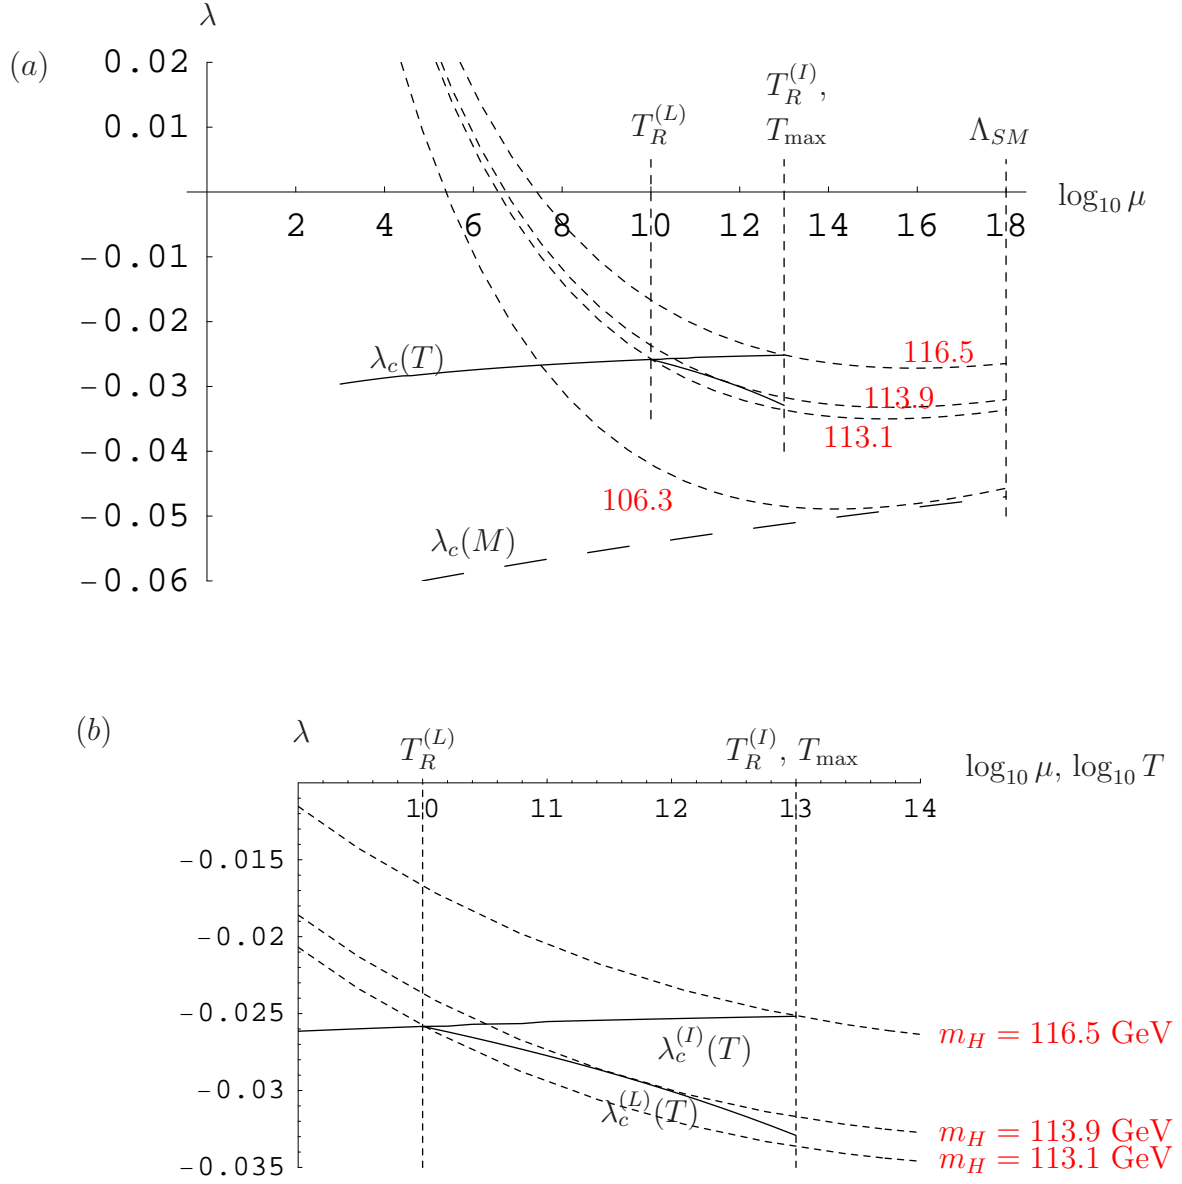 λ
(a)
0.02
T_R^(I),
T_R^(L)
T_max
Λ_SM
0.01
log₁₀ μ
2 4 6 8 10 12 14 16 18
−0.01
−0.02
λ_c(T)
116.5
−0.03
113.9
113.1
−0.04
106.3
−0.05
λ_c(M)
−0.06
(b)
λ
T_R^(L)
T_R^(I), T_max
log₁₀ μ, log₁₀ T
10 11 12 13 14
−0.015
−0.02
−0.025
λ_c^(I)(T)
m_H = 116.5 GeV
−0.03
λ_c^(L)(T)
m_H = 113.9 GeV
m_H = 113.1 GeV
−0.035